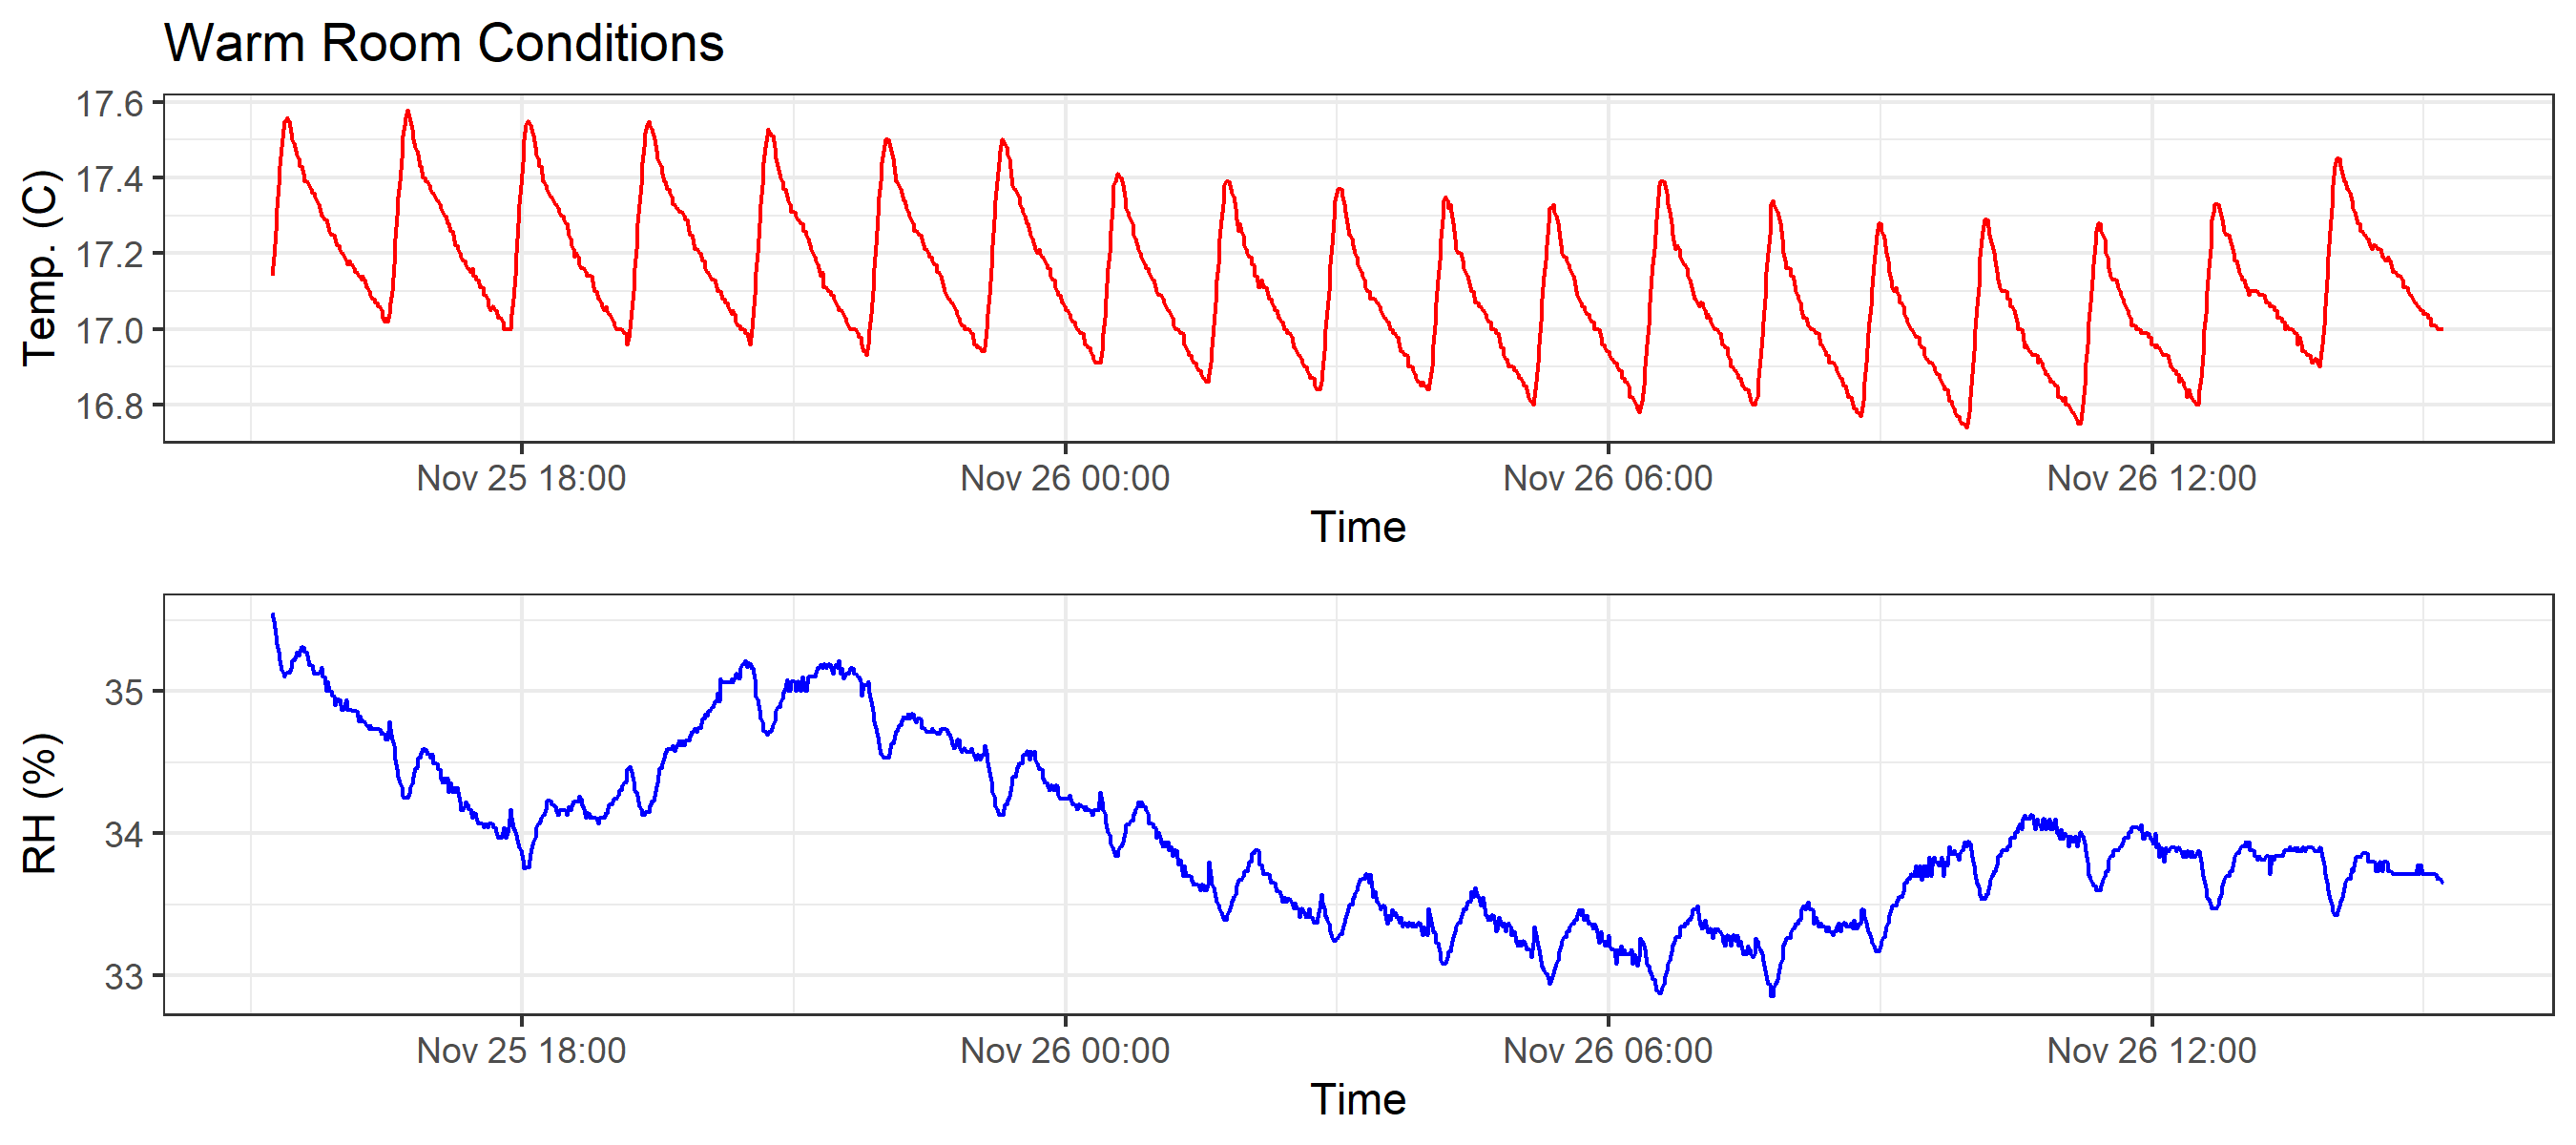 Warm Room Conditions
Temp. (C)
17.6
17.4
17.2
17.0
16.8
Nov 25 18:00 Nov 26 00:00 Nov 26 06:00 Nov 26 12:00
Time
RH (%)
35
34
33
Nov 25 18:00 Nov 26 00:00 Nov 26 06:00 Nov 26 12:00
Time